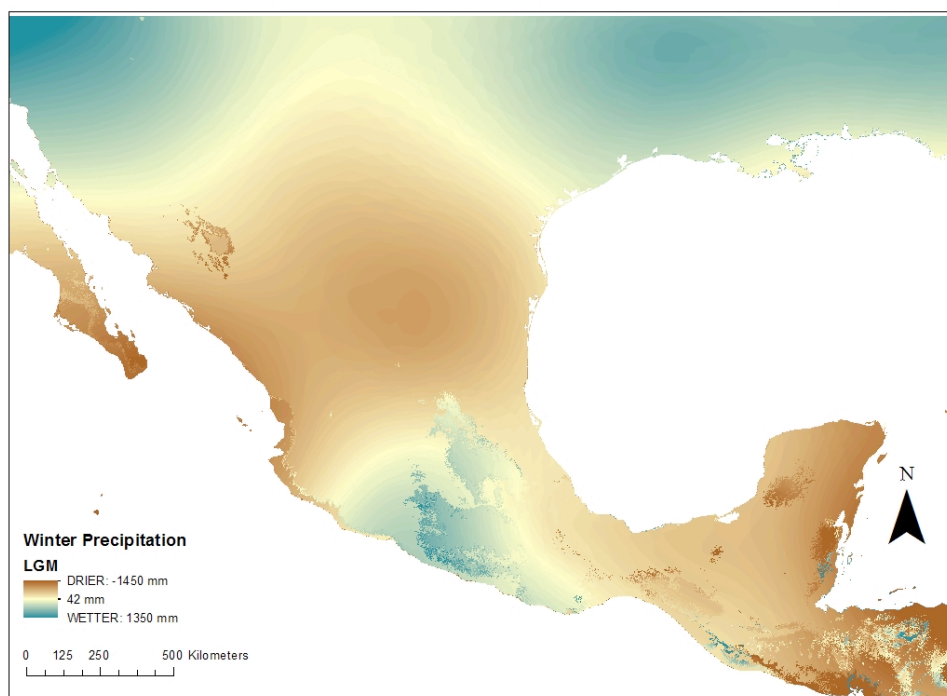 N
Winter Precipitation
LGM
DRIER: -1450 mm
42 mm
WETTER: 1350 mm
0 125 250 500 Kilometers